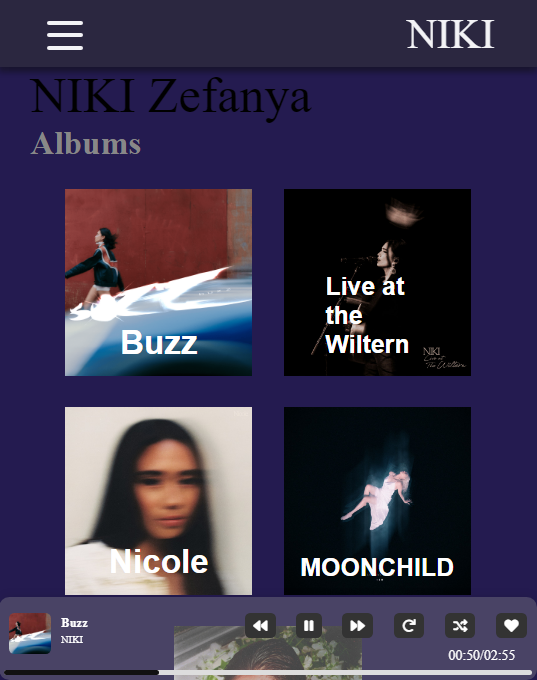 NIKI
NIKI Zefanya
Albums
Buzz
Live at
the
Wiltern
NIKI
Live at
The Wiltern
Nicole
MOONCHILD
Buzz
NIKI
00:50/02:55